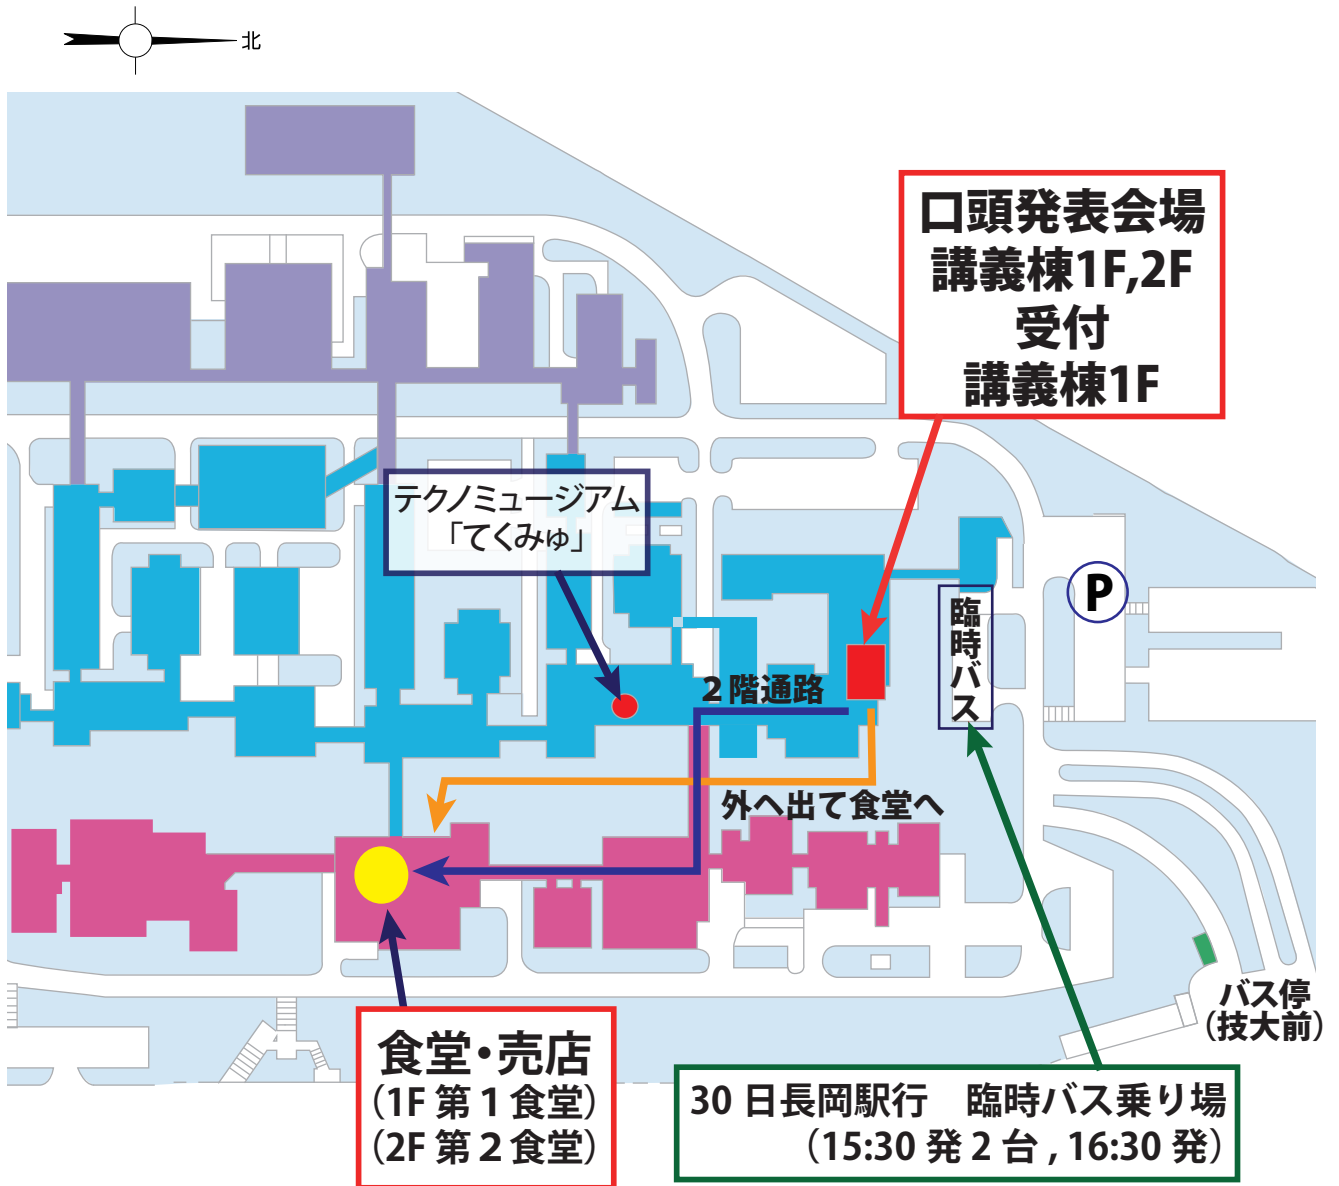 北
口頭発表会場
講義棟1F,2F
受付
講義棟1F
テクノミュージアム
「てくみゅ」
P
臨時バス
2階通路
外へ出て食堂へ
バス停
(技大前)
食堂・売店
(1F 第1食堂)
(2F 第2食堂)
30日長岡駅行　臨時バス乗り場
(15:30 発2台 , 16:30 発)